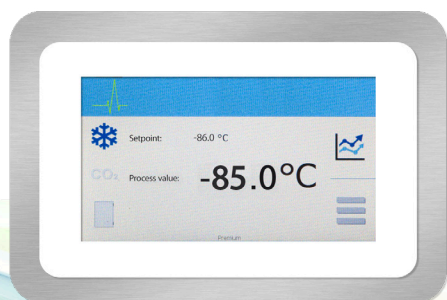 Setpoint: -86.0 °C
CO₂
Process value: -85.0°C
Premium